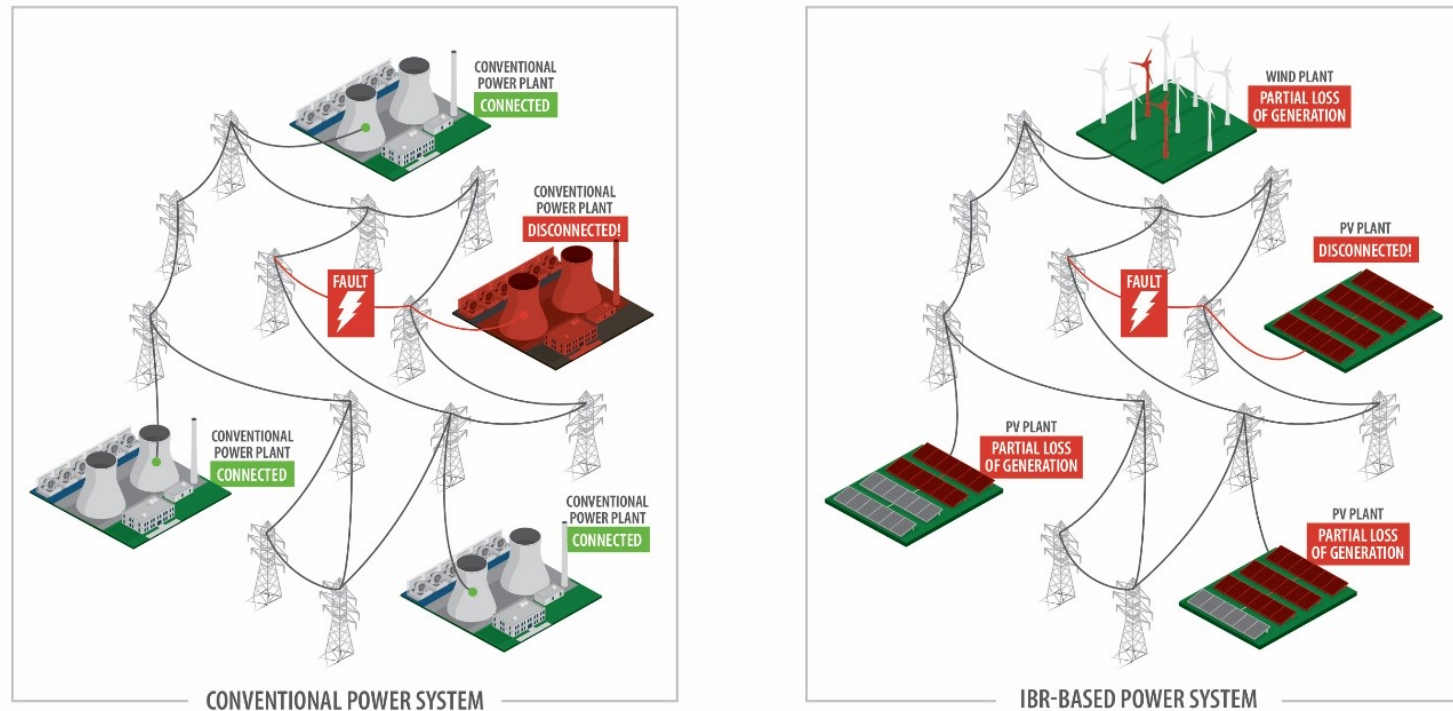 CONVENTIONAL
POWER PLANT
CONNECTED
CONVENTIONAL
POWER PLANT
DISCONNECTED!
FAULT
CONVENTIONAL
POWER PLANT
CONNECTED
CONVENTIONAL
POWER PLANT
CONNECTED
CONVENTIONAL POWER SYSTEM
WIND PLANT
PARTIAL LOSS
OF GENERATION
PV PLANT
DISCONNECTED!
FAULT
PV PLANT
PARTIAL LOSS
OF GENERATION
PV PLANT
PARTIAL LOSS
OF GENERATION
IBR-BASED POWER SYSTEM